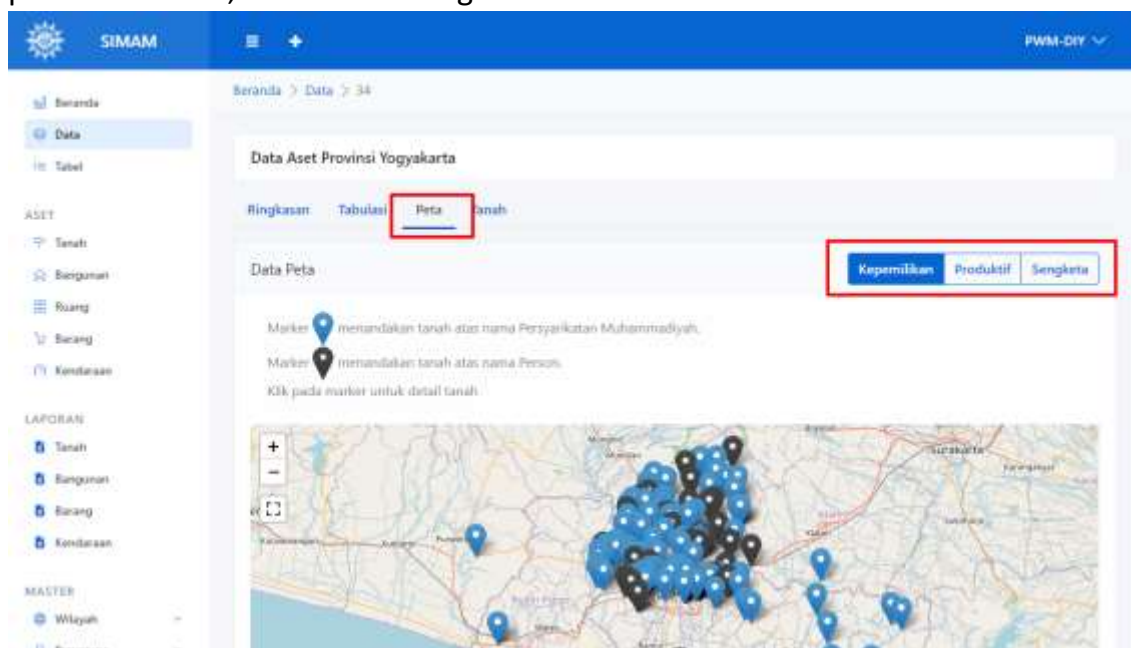 SIMAM
PWM-DIY
Beranda > Data > 34
Beranda
Data
Tabel
Data Aset Provinsi Yogyakarta
Ringkasan Tabulasi Peta Tanah
ASET
Tanah
Bangunan
Ruang
Barang
Kendaraan
Data Peta
Kepemilikan Produktif Sengketa
Marker menandakan tanah atas nama Persyarikatan Muhammadiyah.
Marker menandakan tanah atas nama Person.
Klik pada marker untuk detail tanah
LAPORAN
Tanah
Bangunan
Barang
Kendaraan
MASTER
Wilayah
+
−
Surakarta